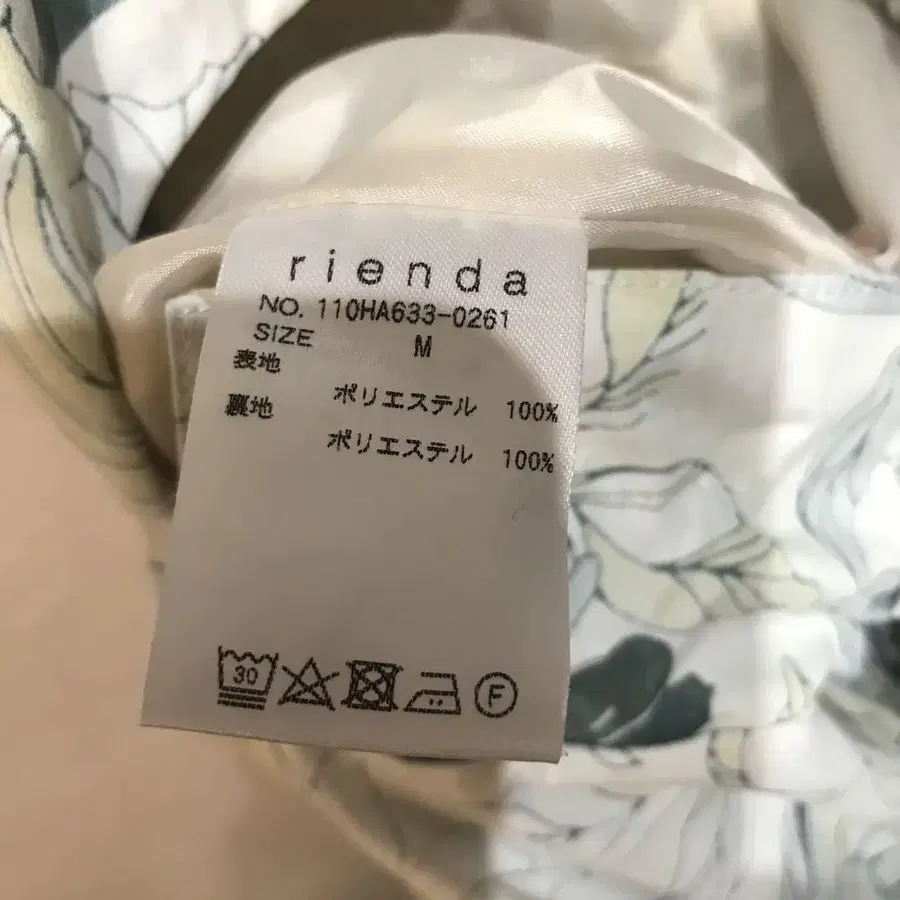 rienda
NO. 110HA633-0261
SIZE M
表地
ポリエステル 100%
裏地
ポリエステル 100%
30
F